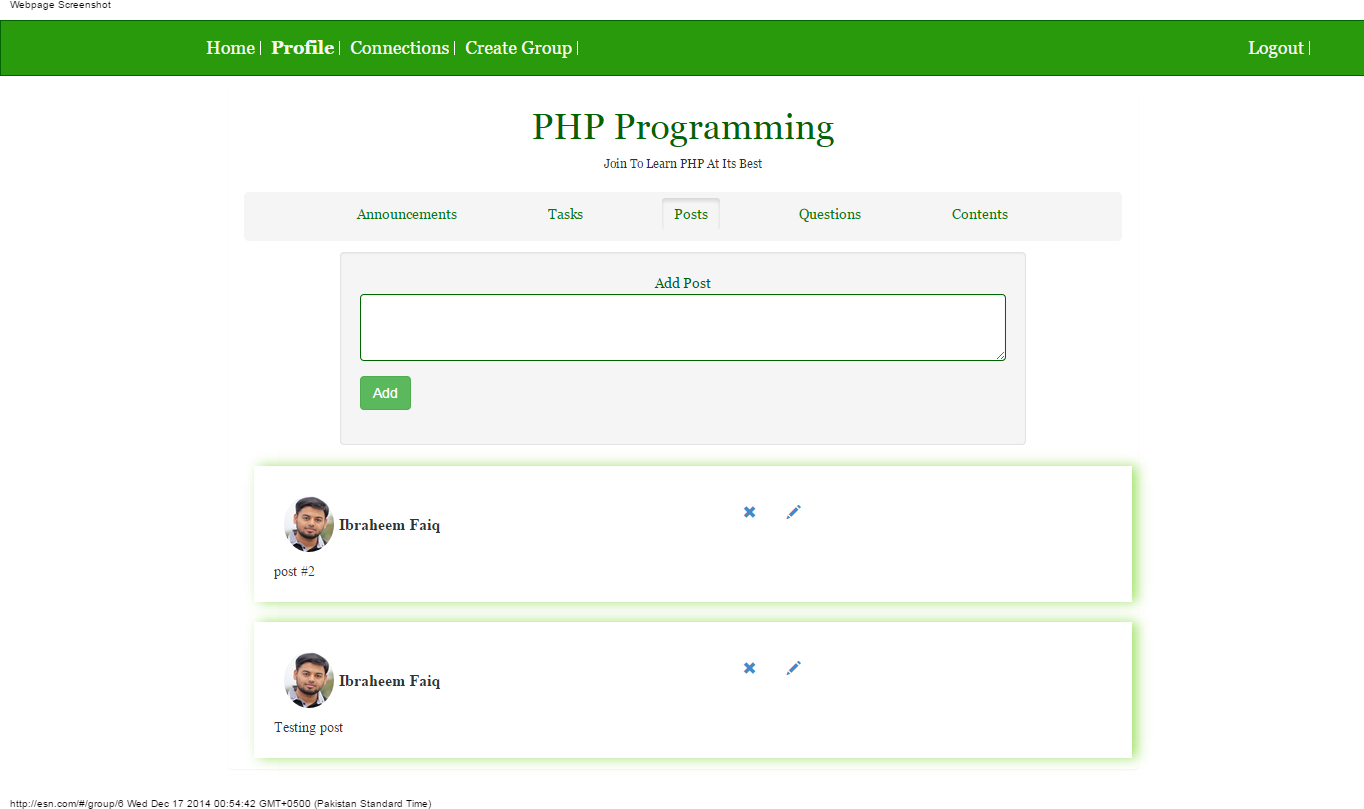 Webpage Screenshot
Home | Profile | Connections | Create Group | Logout |
PHP Programming
Join To Learn PHP At Its Best
Announcements Tasks Posts Questions Contents
Add Post
Add
Ibraheem Faiq
post #2
Ibraheem Faiq
Testing post
http://esn.com/#/group/6 Wed Dec 17 2014 00:54:42 GMT+0500 (Pakistan Standard Time)